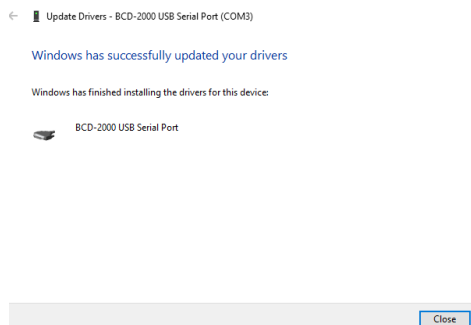 Update Drivers - BCD-2000 USB Serial Port (COM3)
Windows has successfully updated your drivers
Windows has finished installing the drivers for this device:
BCD-2000 USB Serial Port
Close